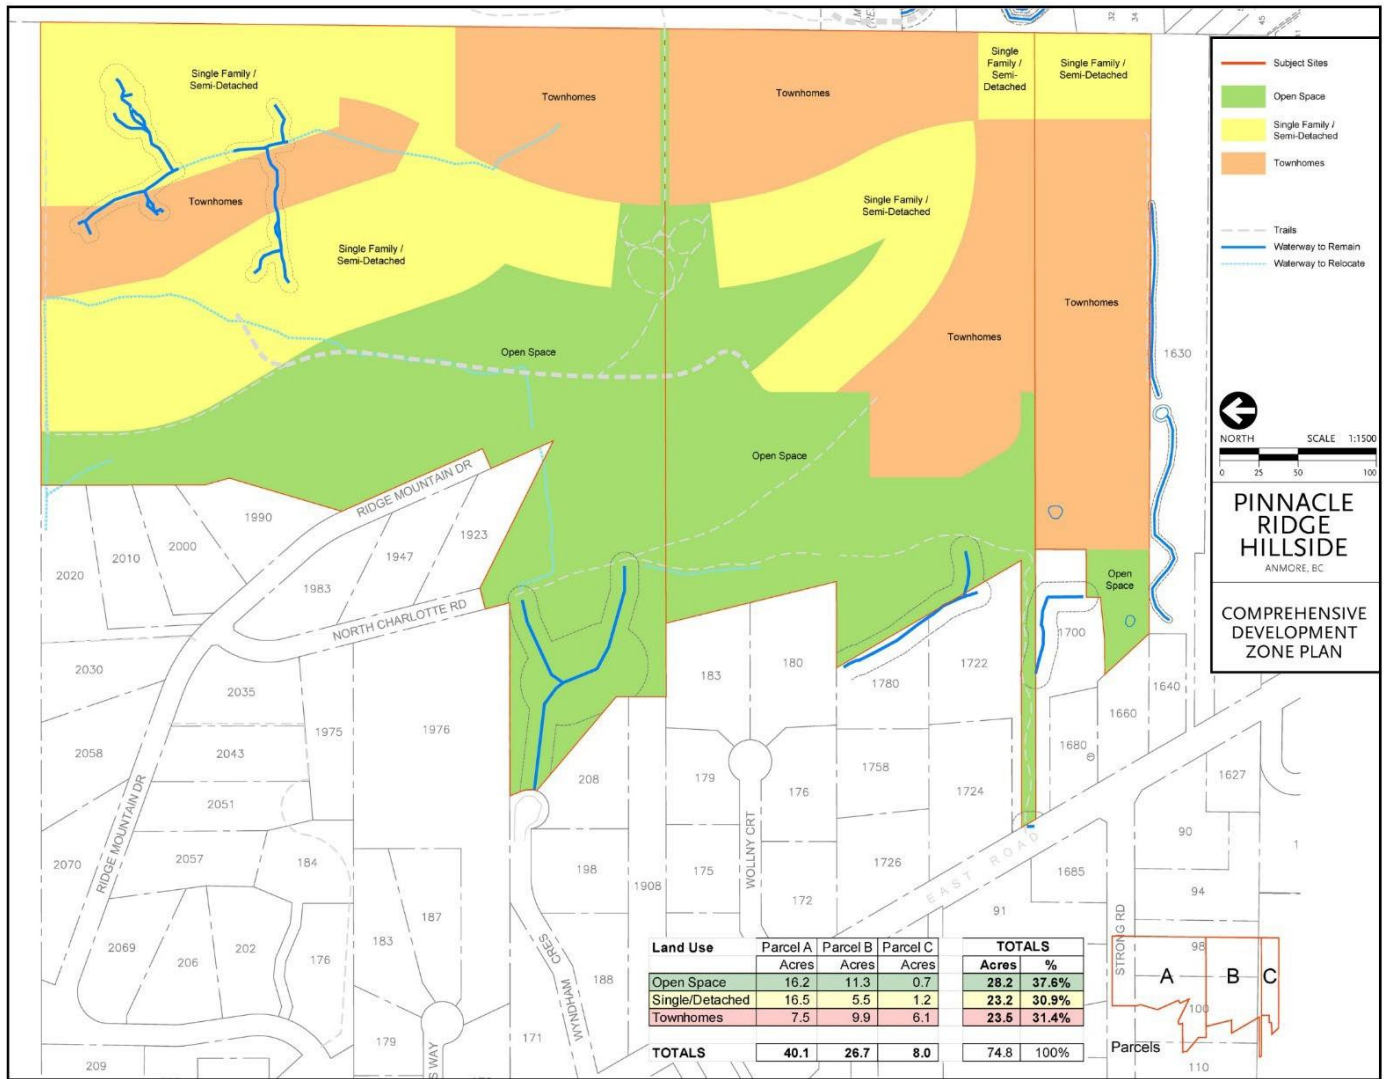 32
34
45
Single Family /
Semi-Detached
Townhomes
Townhomes
Single
Family /
Semi-
Detached
Single Family /
Semi-Detached
Townhomes
Single Family /
Semi-Detached
Single Family /
Semi-Detached
Townhomes
Townhomes
Open Space
Open Space
Open
Space
1630
Subject Sites
Open Space
Single Family /
Semi-Detached
Townhomes
Trails
Waterway to Remain
Waterway to Relocate
NORTH
SCALE 1:1500
0 25 50 100
PINNACLE
RIDGE
HILLSIDE
ANMORE, BC
COMPREHENSIVE
DEVELOPMENT
ZONE PLAN
RIDGE MOUNTAIN DR
1990
2020
2010
2000
1983
1947
1923
NORTH CHARLOTTE RD
2030
2035
1975
1976
2058
2043
2051
RIDGE MOUNTAIN DR
2070
2057
184
2069
206
202
176
183
187
179
S WAY
209
171
208
198
188
1908
WYNDHAM CRES
183
180
179
176
175
172
WOLLNY CRT
1780
1722
1758
1724
1726
1700
1680
1660
1640
1627
1685
91
EAST ROAD
STRONG RD
90
94
98
100
110
Land Use Parcel A Parcel B Parcel C TOTALS
Acres Acres Acres Acres %
Open Space 16.2 11.3 0.7 28.2 37.6%
Single/Detached 16.5 5.5 1.2 23.2 30.9%
Townhomes 7.5 9.9 6.1 23.5 31.4%
TOTALS 40.1 26.7 8.0 74.8 100%
A
B
C
Parcels